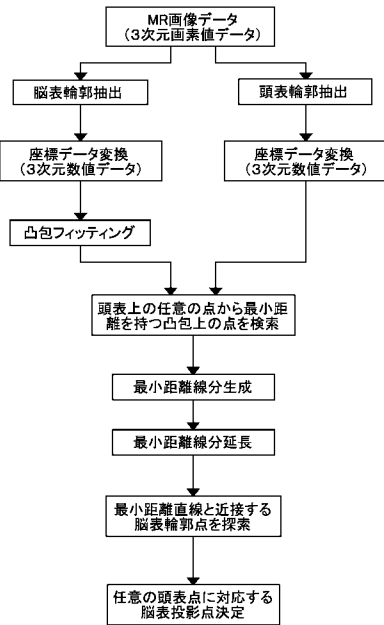 MR画像データ
(3次元画素値データ)
脳表輪郭抽出
頭表輪郭抽出
座標データ変換
(3次元数値データ)
座標データ変換
(3次元数値データ)
凸包フィッティング
頭表上の任意の点から最小距
離を持つ凸包上の点を検索
最小距離線分生成
最小距離線分延長
最小距離直線と近接する
脳表輪郭点を探索
任意の頭表点に対応する
脳表投影点決定